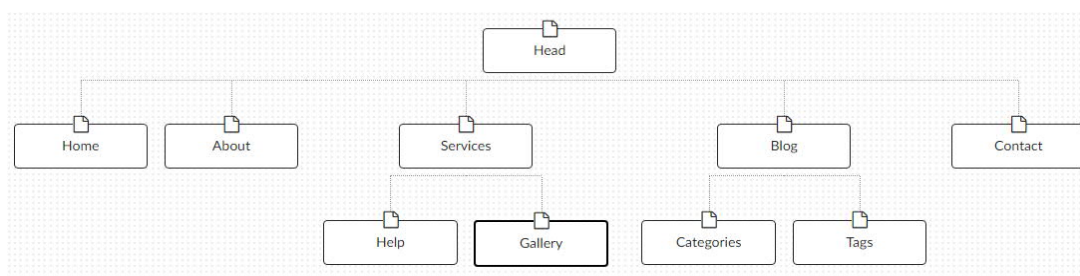 Head
Home
About
Services
Blog
Contact
Help
Gallery
Categories
Tags